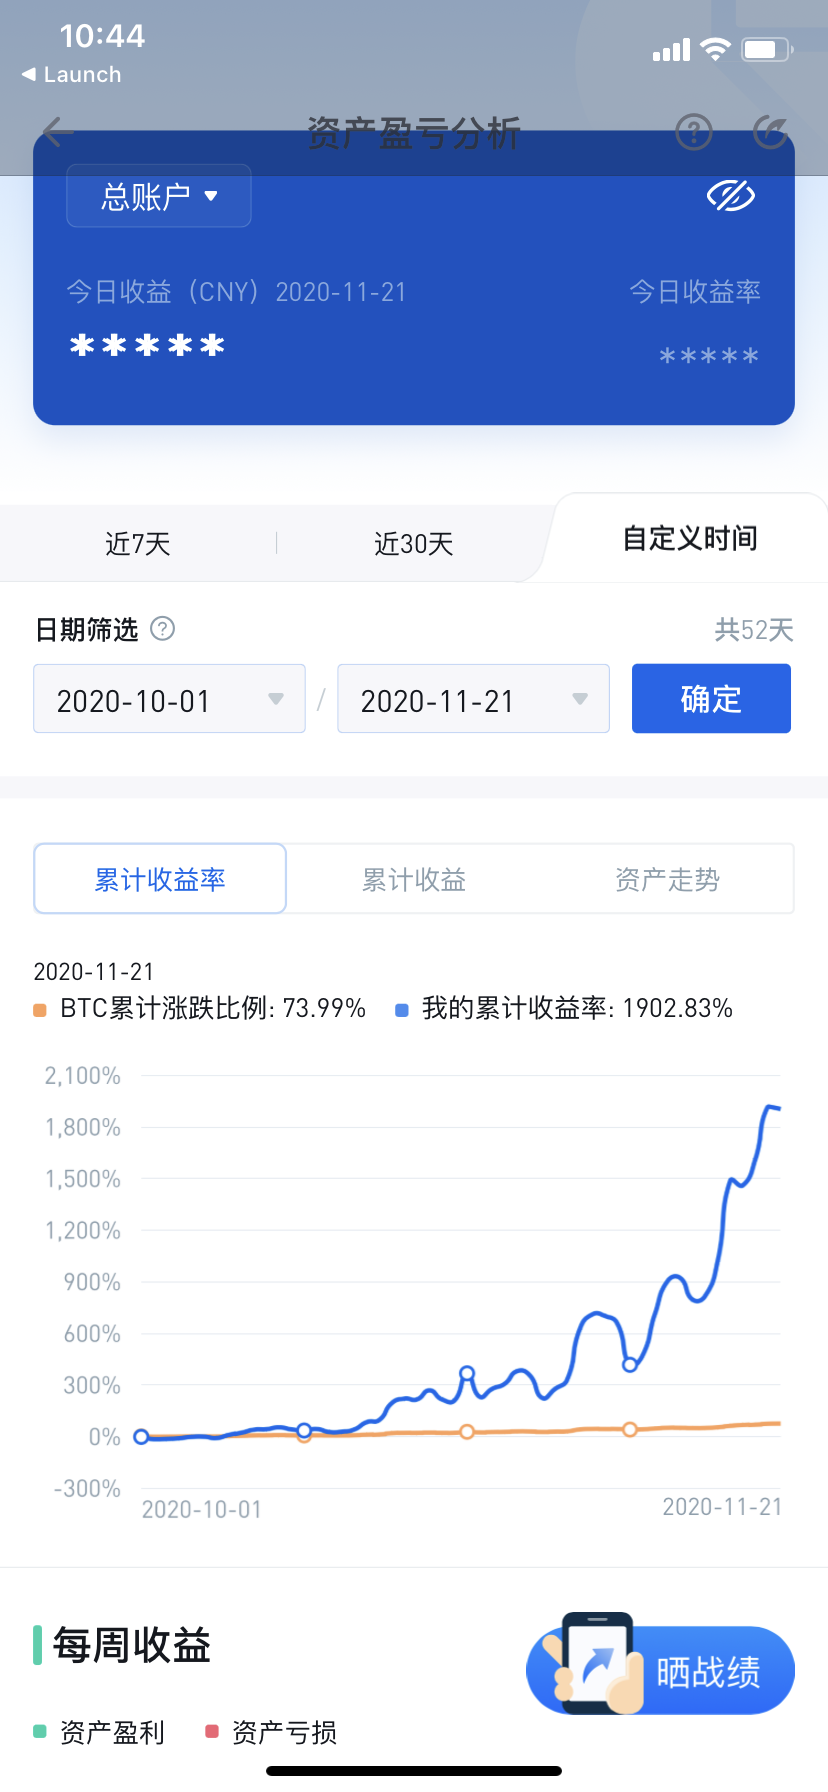 10:44
◀ Launch
资产盈亏分析
总账户
今日收益（CNY）2020-11-21
今日收益率
*****
*****
近7天
近30天
自定义时间
日期筛选
共52天
2020-10-01 / 2020-11-21
确定
累计收益率
累计收益
资产走势
2020-11-21
BTC累计涨跌比例: 73.99%
我的累计收益率: 1902.83%
2,100%
1,800%
1,500%
1,200%
900%
600%
300%
0%
-300%
2020-10-01
2020-11-21
每周收益
晒战绩
资产盈利
资产亏损